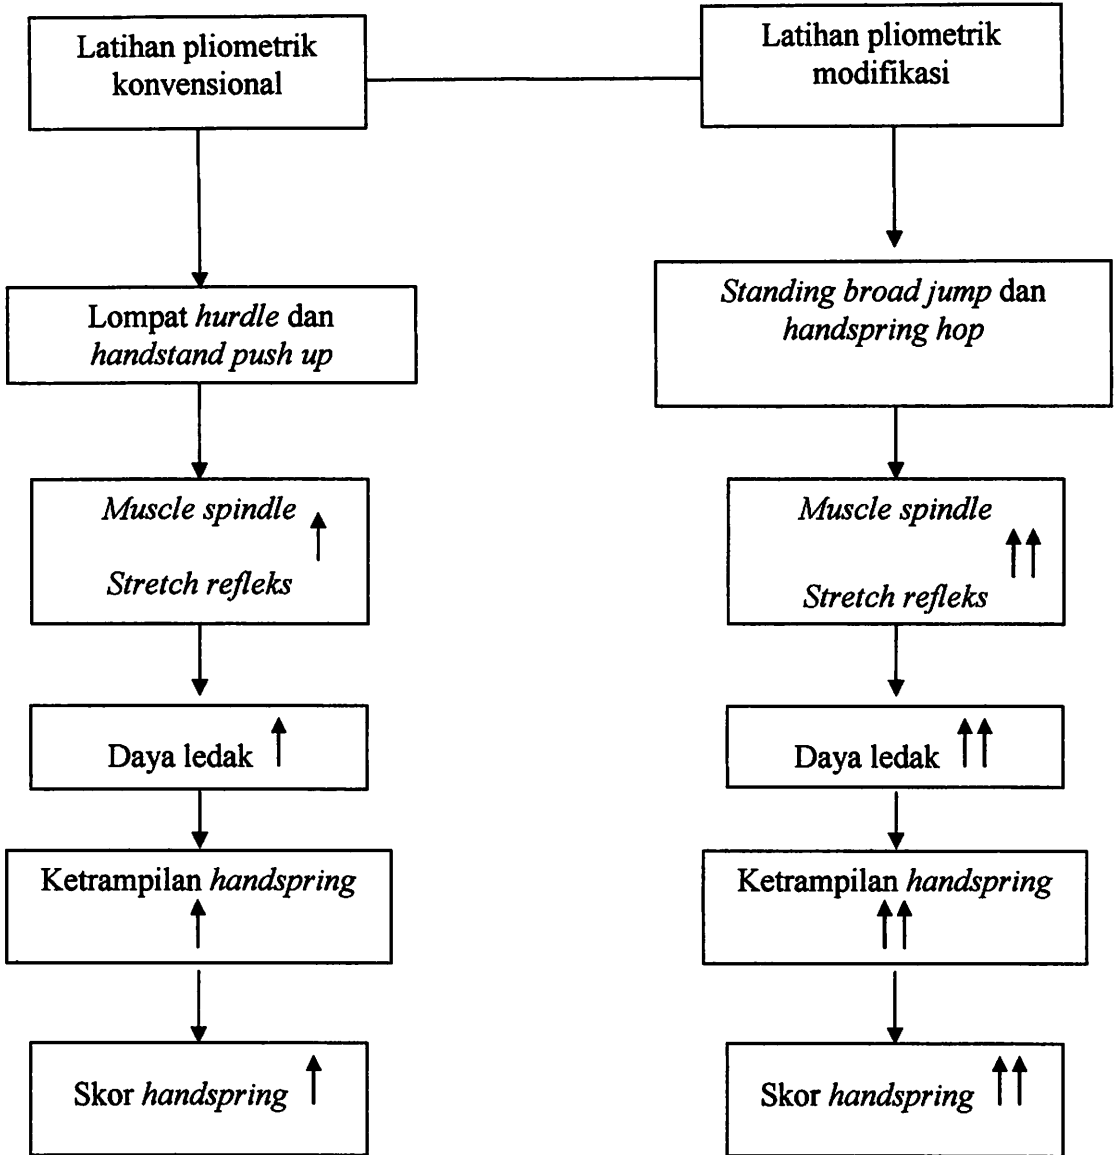 Latihan pliometrik
konvensional
Latihan pliometrik
modifikasi
Lompat hurdle dan
handstand push up
Standing broad jump dan
handspring hop
Muscle spindle
Stretch refleks
Muscle spindle
Stretch refleks
Daya ledak
Daya ledak
Ketrampilan handspring
Ketrampilan handspring
Skor handspring
Skor handspring